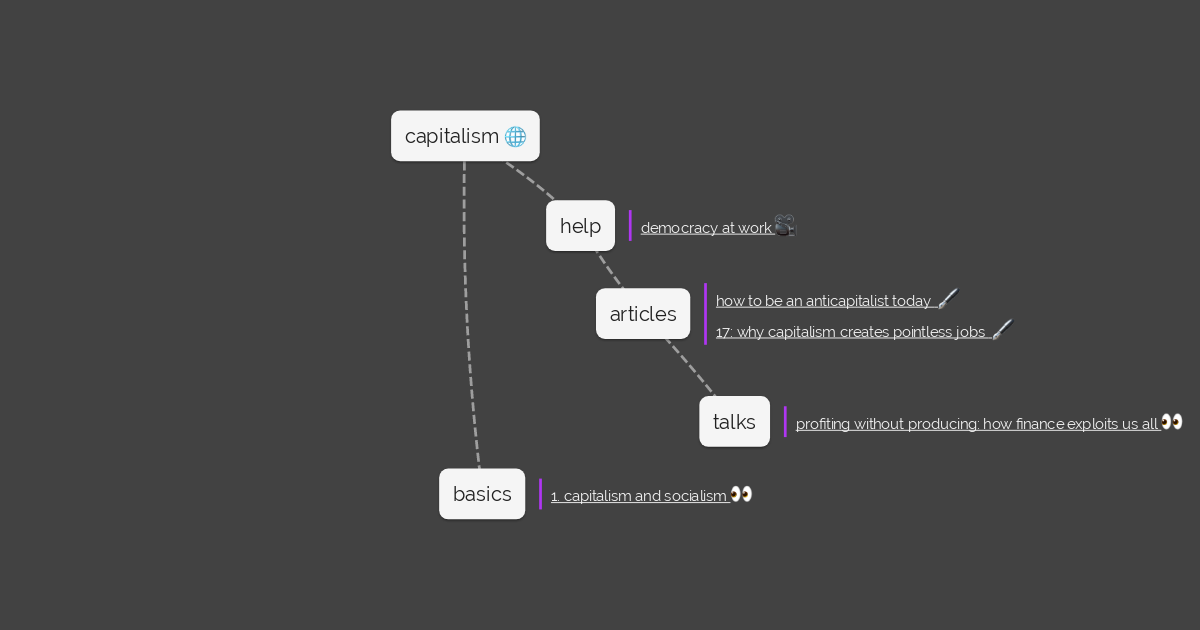 capitalism 🌐
help
democracy at work 🎥
articles
how to be an anticapitalist today 🖌
17: why capitalism creates pointless jobs 🖌
talks
profiting without producing: how finance exploits us all 👀
basics
1. capitalism and socialism 👀